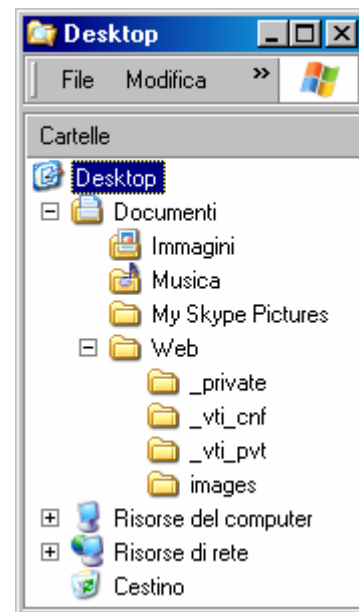 Desktop
File Modifica »
Cartelle
Desktop
Documenti
Immagini
Musica
My Skype Pictures
Web
_private
_vti_cnf
_vti_pvt
images
Risorse del computer
Risorse di rete
Cestino